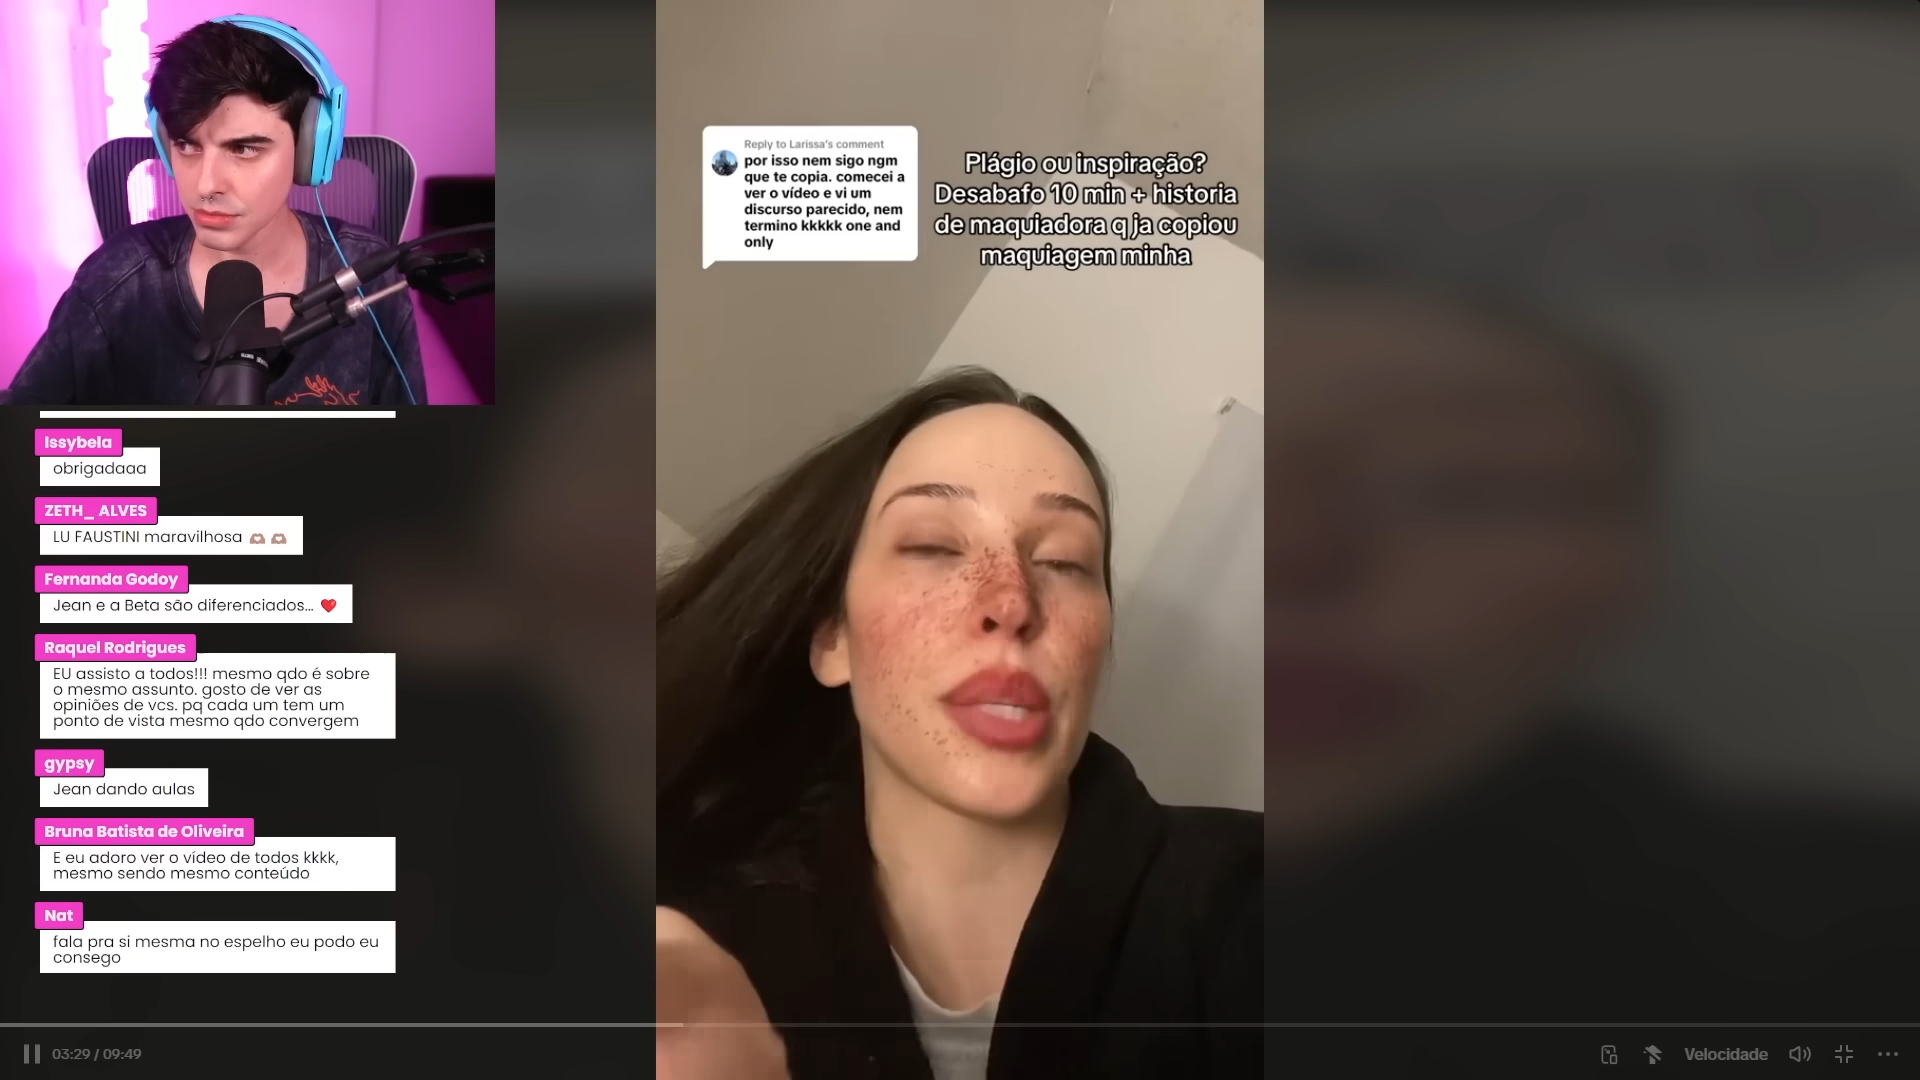 Reply to Larissa's comment
por isso nem sigo ngm
que te copia. comecei a
ver o vídeo e vi um
discurso parecido, nem
termino kkkkk one and
only
Plágio ou inspiração?
Desabafo 10 min + historia
de maquiadora q ja copiou
maquiagem minha
Issybela
obrigadaaa
ZETH_ ALVES
LU FAUSTINI maravilhosa 🫶🏽 🫶🏽
Fernanda Godoy
Jean e a Beta são diferenciados... ❤️
Raquel Rodrigues
EU assisto a todos!!! mesmo qdo é sobre
o mesmo assunto. gosto de ver as
opiniões de vcs. pq cada um tem um
ponto de vista mesmo qdo convergem
gypsy
Jean dando aulas
Bruna Batista de Oliveira
E eu adoro ver o vídeo de todos kkkk,
mesmo sendo mesmo conteúdo
Nat
fala pra si mesma no espelho eu podo eu
consego
03:29 / 09:49
Velocidade